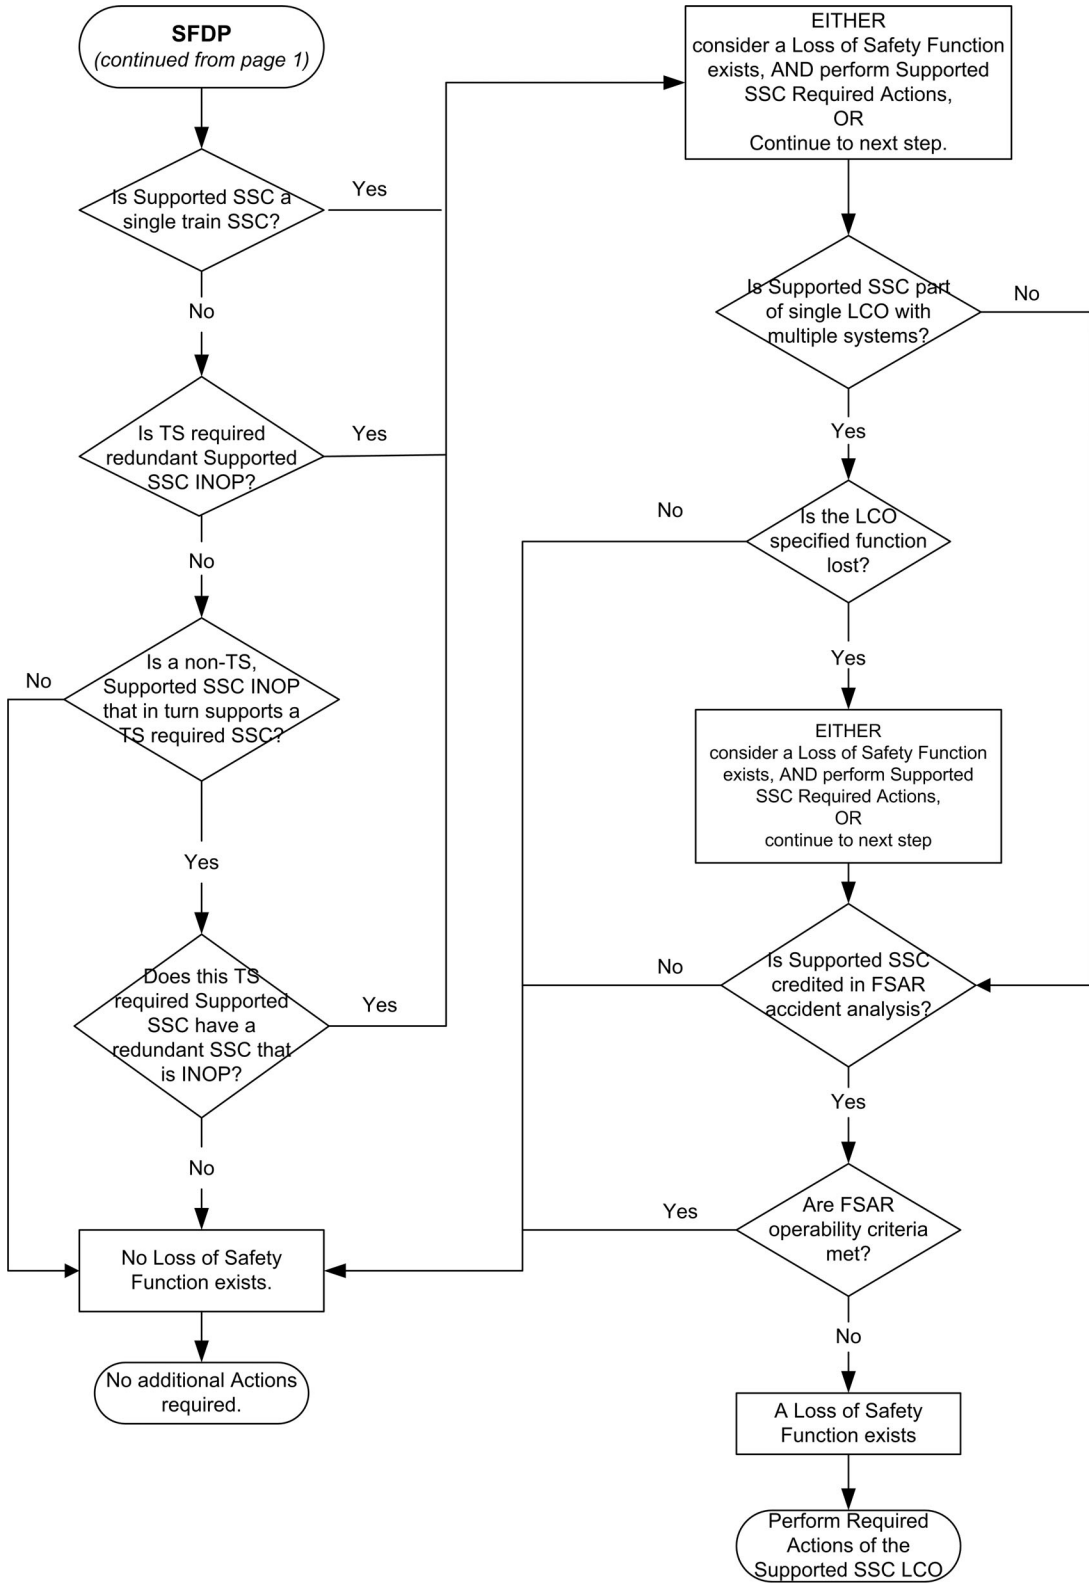 SFDP
(continued from page 1)
Is Supported SSC a
single train SSC?
Yes
No
Is TS required
redundant Supported
SSC INOP?
Yes
No
Is a non-TS,
Supported SSC INOP
that in turn supports a
TS required SSC?
No
Yes
Does this TS
required Supported
SSC have a
redundant SSC that
is INOP?
Yes
No
No Loss of Safety
Function exists.
No additional Actions
required.
EITHER
consider a Loss of Safety Function
exists, AND perform Supported
SSC Required Actions,
OR
Continue to next step.
Is Supported SSC part
of single LCO with
multiple systems?
No
Yes
Is the LCO
specified function
lost?
No
Yes
EITHER
consider a Loss of Safety Function
exists, AND perform Supported
SSC Required Actions,
OR
continue to next step
Is Supported SSC
credited in FSAR
accident analysis?
No
Yes
Are FSAR
operability criteria
met?
Yes
No
A Loss of Safety
Function exists
Perform Required
Actions of the
Supported SSC LCO